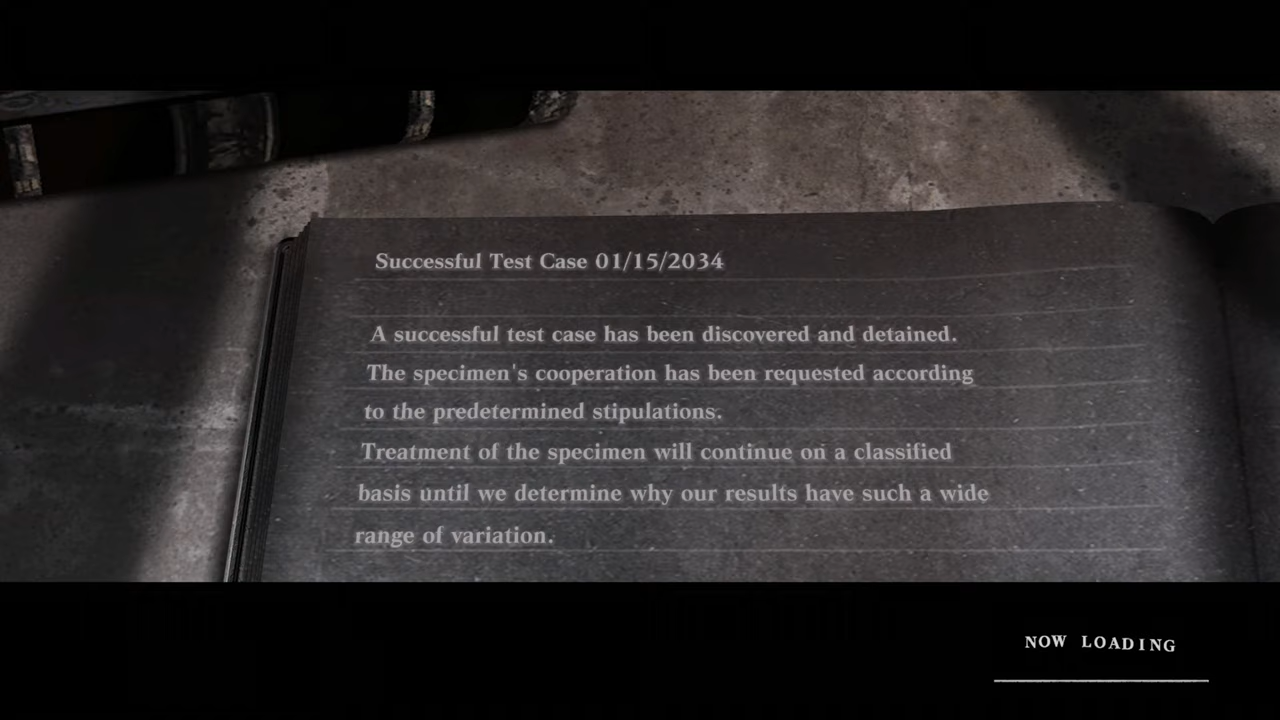 Successful Test Case 01/15/2034
A successful test case has been discovered and detained.
The specimen's cooperation has been requested according
to the predetermined stipulations.
Treatment of the specimen will continue on a classified
basis until we determine why our results have such a wide
range of variation.
NOW LOADING